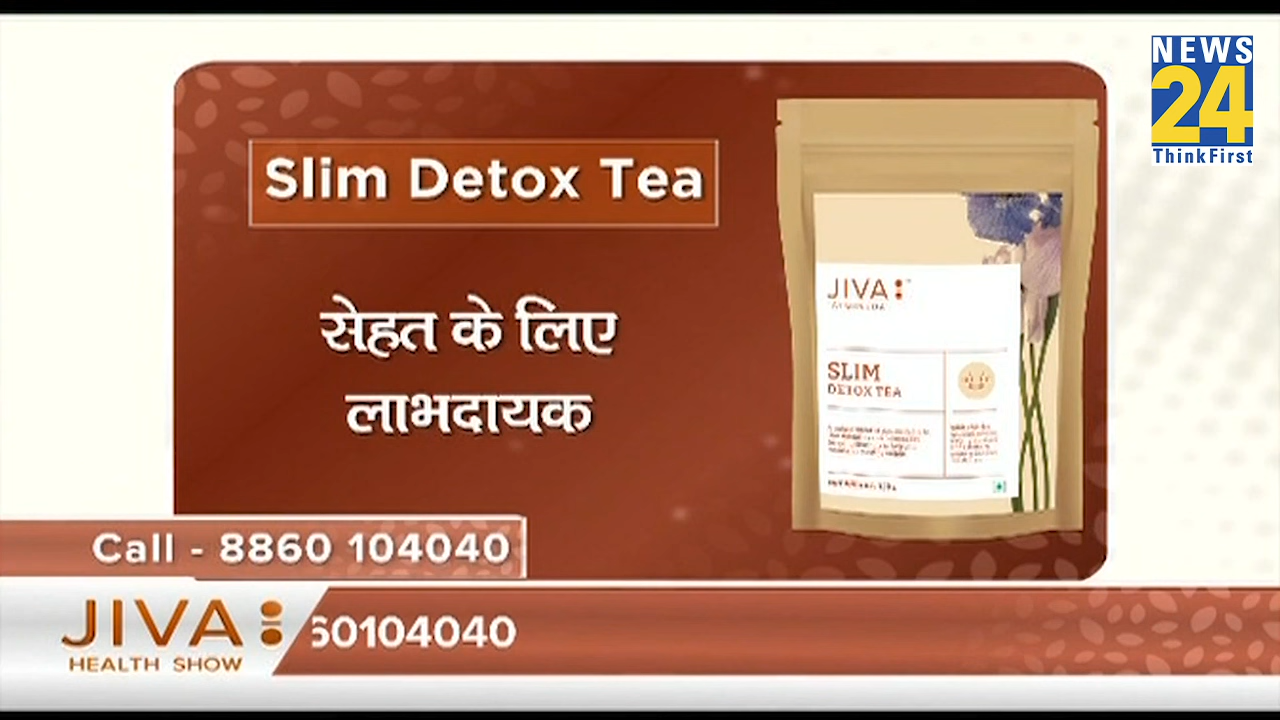 NEWS
24
ThinkFirst
Slim Detox Tea
सेहत के लिए
लाभदायक
JIVA
AYURVEDA
SLIM
DETOX TEA
Call - 8860 104040
JIVA
HEALTH SHOW
60104040